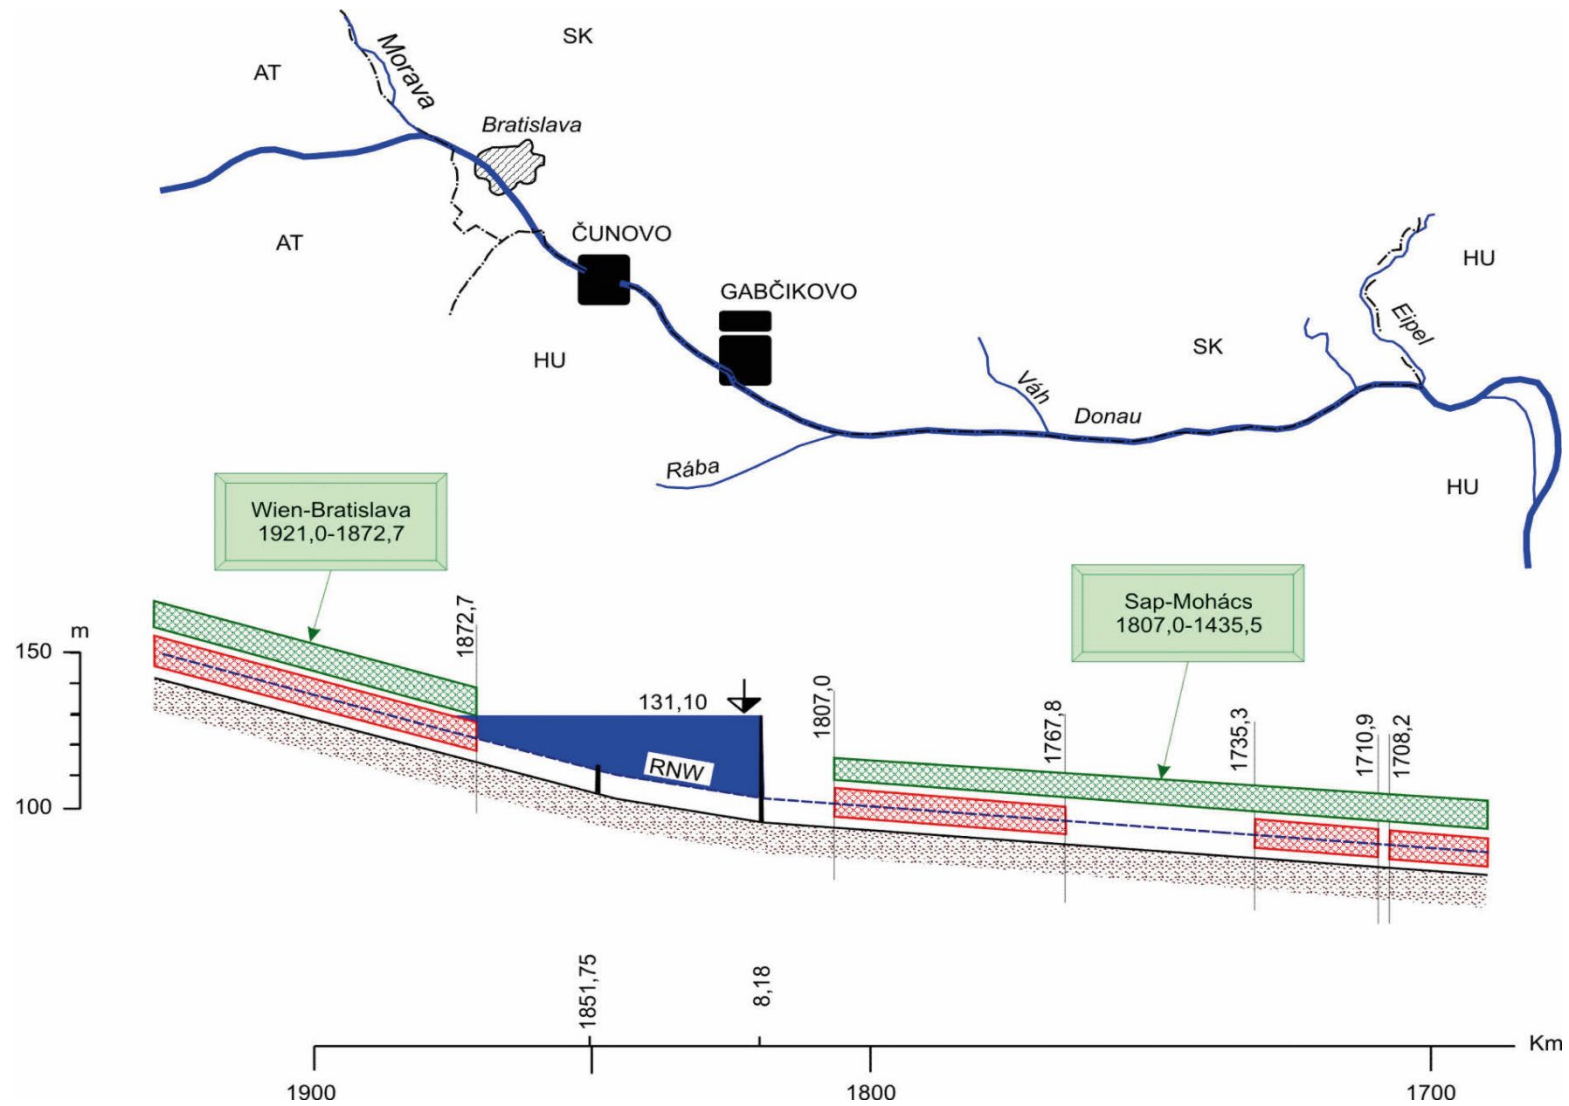 SK
AT
Morava
Bratislava
AT
ČUNOVO
HU
GABČIKOVO
HU
Eipel
SK
HU
Váh
Donau
Rába
HU
Wien-Bratislava
1921,0-1872,7
Sap-Mohács
1807,0-1435,5
m
150
100
1872,7
131,10
RNW
1807,0
1767,8
1735,3
1710,9
1708,2
1851,75
8,18
Km
1900
1800
1700